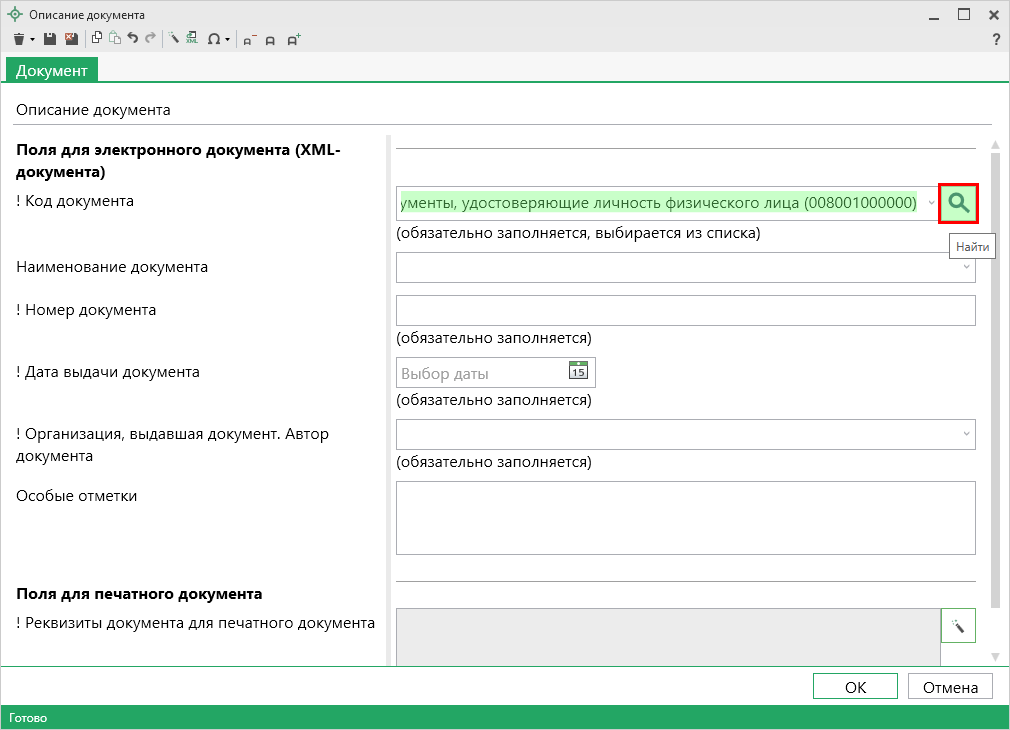 Описание документа
XML
Ω
A− A A+
?
Документ
Описание документа
Поля для электронного документа (XML-
документа)
! Код документа
ументы, удостоверяющие личность физического лица (008001000000)
(обязательно заполняется, выбирается из списка)
Найти
Наименование документа
! Номер документа
(обязательно заполняется)
! Дата выдачи документа
Выбор даты
15
(обязательно заполняется)
! Организация, выдавшая документ. Автор
документа
(обязательно заполняется)
Особые отметки
Поля для печатного документа
! Реквизиты документа для печатного документа
OK
Отмена
Готово